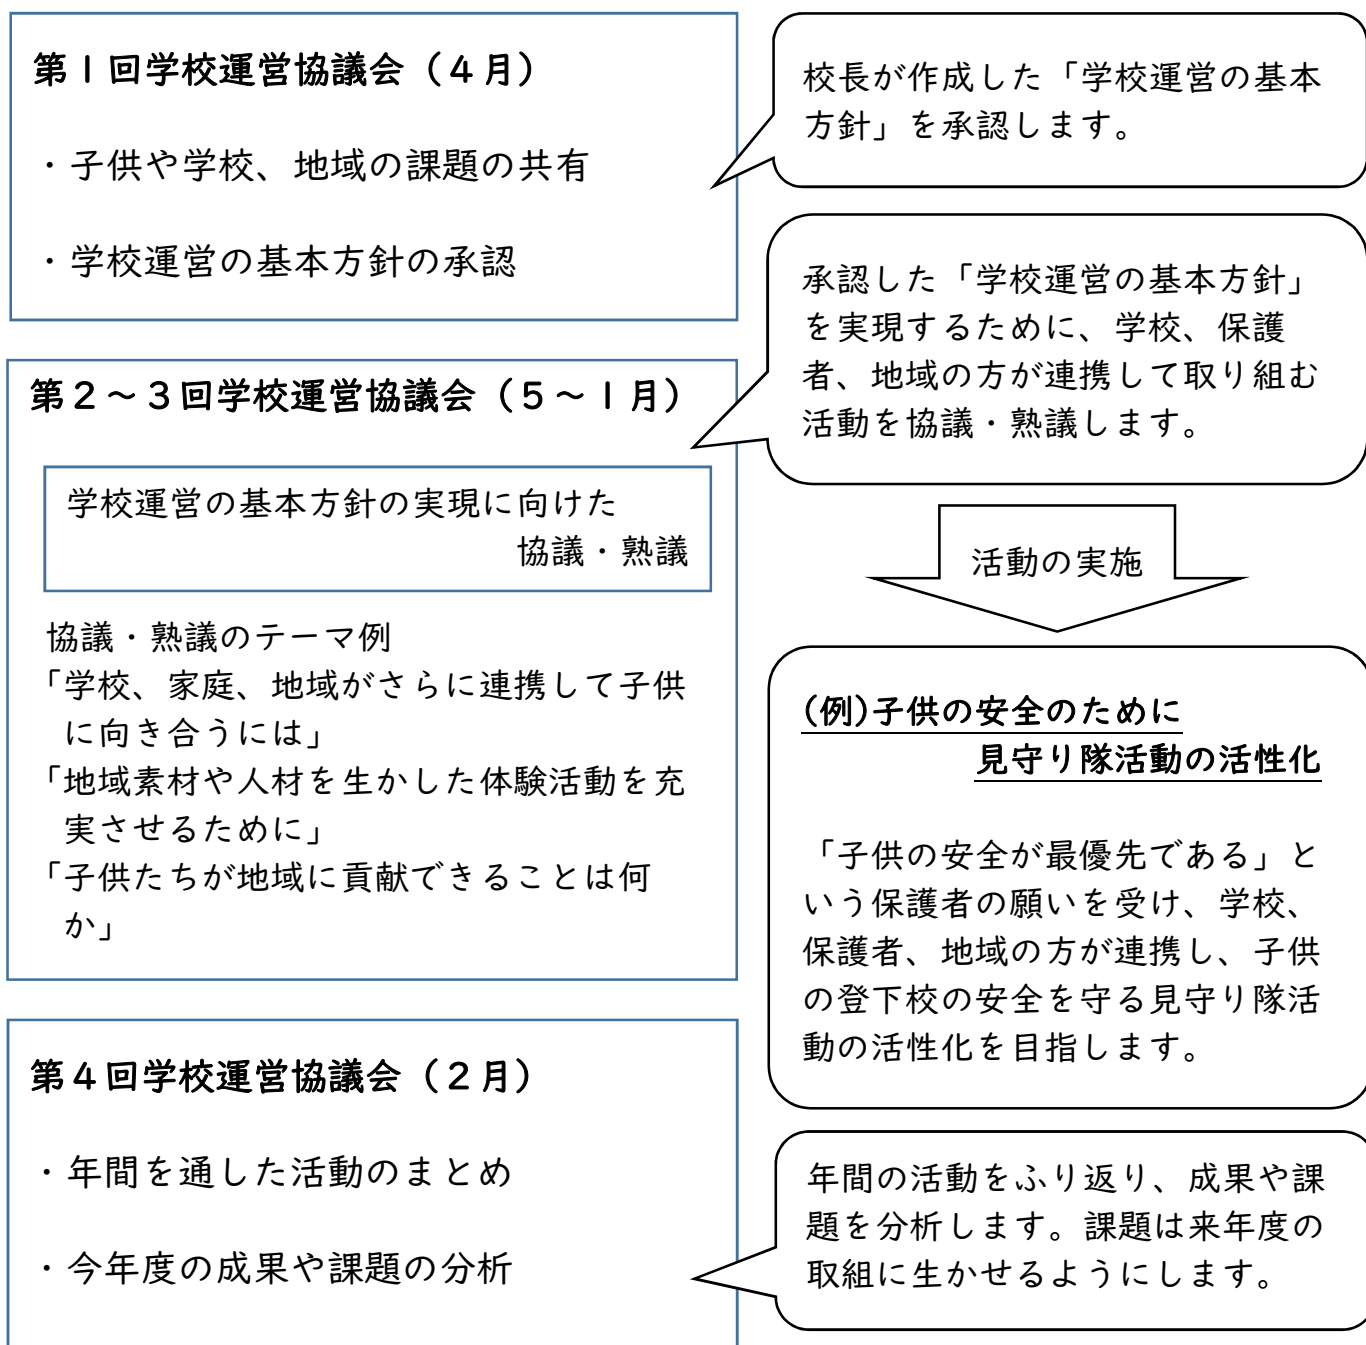 第1回学校運営協議会（4月）
・子供や学校、地域の課題の共有
・学校運営の基本方針の承認
校長が作成した「学校運営の基本
方針」を承認します。
第2～3回学校運営協議会（5～1月）
学校運営の基本方針の実現に向けた
協議・熟議
協議・熟議のテーマ例
「学校、家庭、地域がさらに連携して子供
に向き合うには」
「地域素材や人材を生かした体験活動を充
実させるために」
「子供たちが地域に貢献できることは何
か」
承認した「学校運営の基本方針」
を実現するために、学校、保護
者、地域の方が連携して取り組む
活動を協議・熟議します。
活動の実施
(例)子供の安全のために
見守り隊活動の活性化
「子供の安全が最優先である」と
いう保護者の願いを受け、学校、
保護者、地域の方が連携し、子供
の登下校の安全を守る見守り隊活
動の活性化を目指します。
第4回学校運営協議会（2月）
・年間を通した活動のまとめ
・今年度の成果や課題の分析
年間の活動をふり返り、成果や課
題を分析します。課題は来年度の
取組に生かせるようにします。